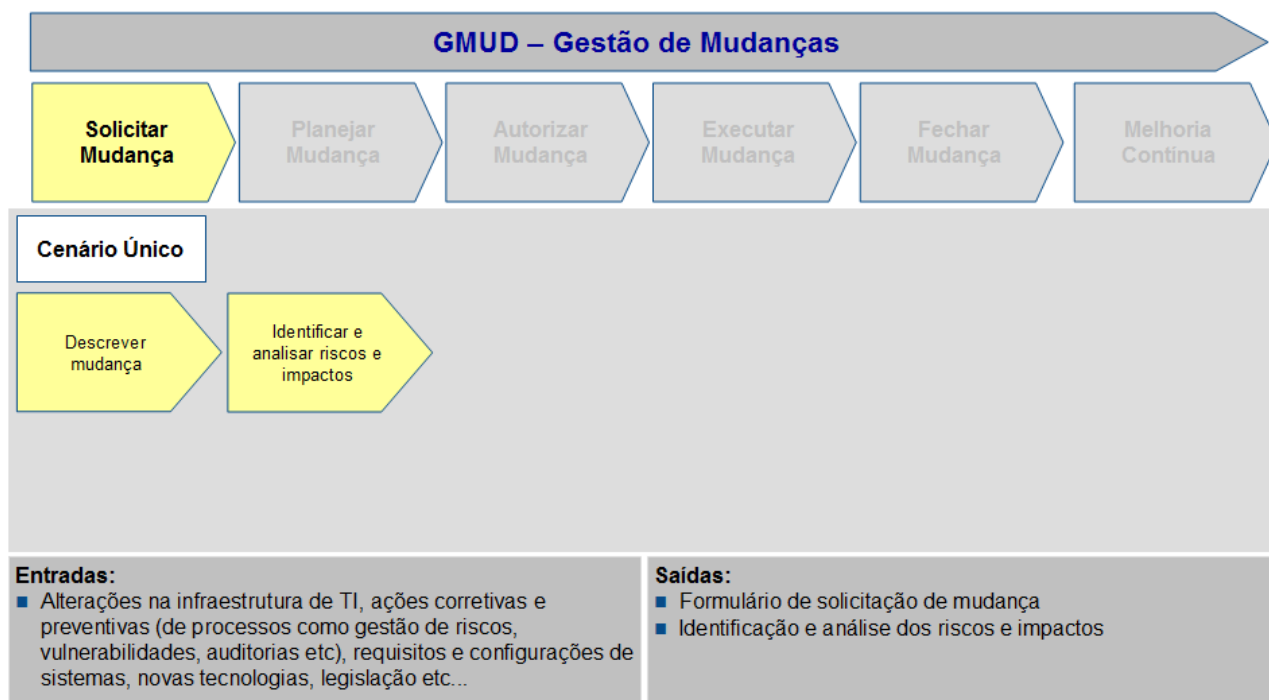 GMUD – Gestão de Mudanças
Solicitar
Mudança
Planejar
Mudança
Autorizar
Mudança
Executar
Mudança
Fechar
Mudança
Melhoria
Contínua
Cenário Único
Descrever
mudança
Identificar e
analisar riscos e
impactos
Entradas:
Alterações na infraestrutura de TI, ações corretivas e
preventivas (de processos como gestão de riscos,
vulnerabilidades, auditorias etc), requisitos e configurações de
sistemas, novas tecnologias, legislação etc...
Saídas:
Formulário de solicitação de mudança
Identificação e análise dos riscos e impactos